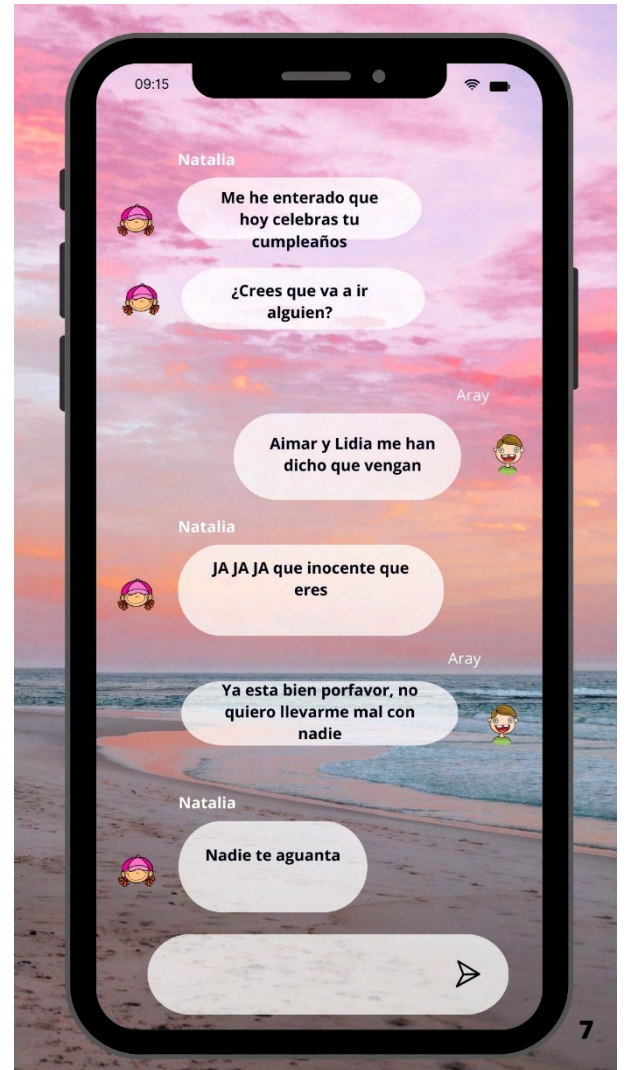 09:15
Natalia
Me he enterado que
hoy celebras tu
cumpleaños
¿Crees que va a ir
alguien?
Aray
Aimar y Lidia me han
dicho que vengan
Natalia
JA JA JA que inocente que
eres
Aray
Ya esta bien porfavor, no
quiero llevarme mal con
nadie
Natalia
Nadie te aguanta
7